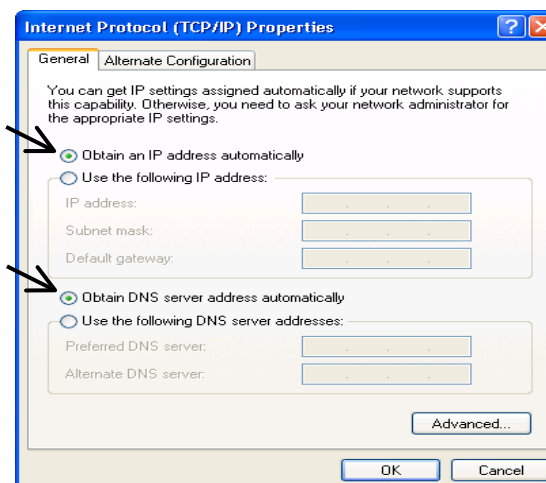 Internet Protocol (TCP/IP) Properties
General
Alternate Configuration
You can get IP settings assigned automatically if your network supports
this capability. Otherwise, you need to ask your network administrator for
the appropriate IP settings.
Obtain an IP address automatically
Use the following IP address:
IP address:
Subnet mask:
Default gateway:
Obtain DNS server address automatically
Use the following DNS server addresses:
Preferred DNS server:
Alternate DNS server:
Advanced...
OK
Cancel